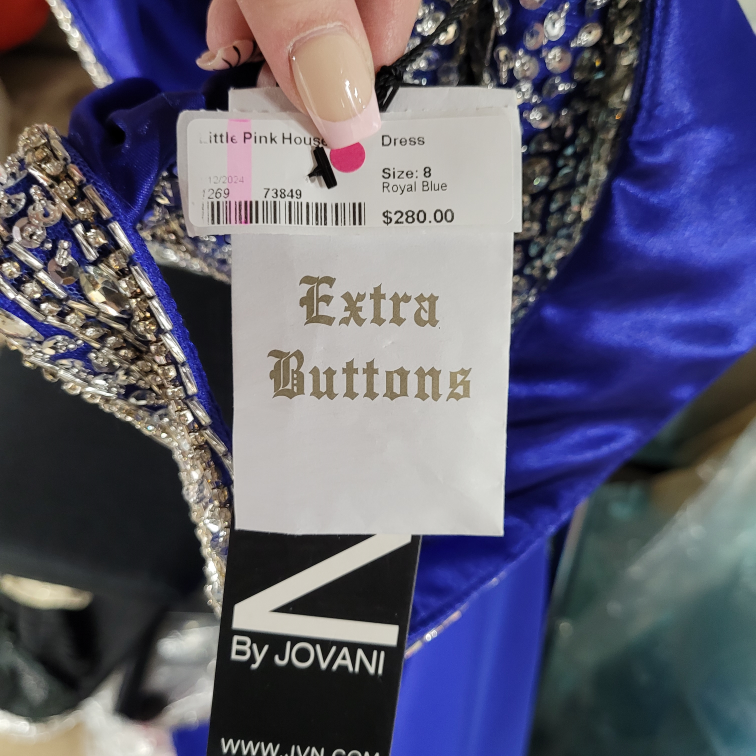 Little Pink House
Dress
12/2024
Size: 8
Royal Blue
1269 73849
$280.00
Extra
Buttons
By JOVANI
WWW.JVN.COM